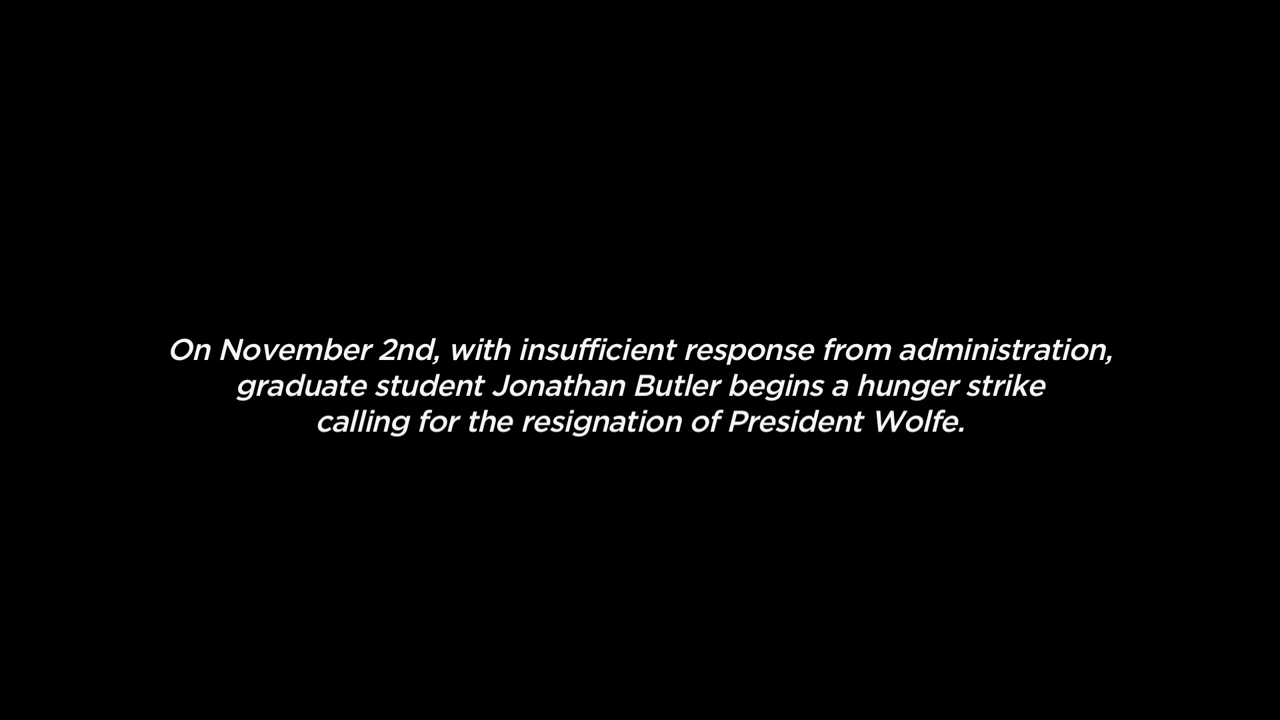 On November 2nd, with insufficient response from administration,
graduate student Jonathan Butler begins a hunger strike
calling for the resignation of President Wolfe.